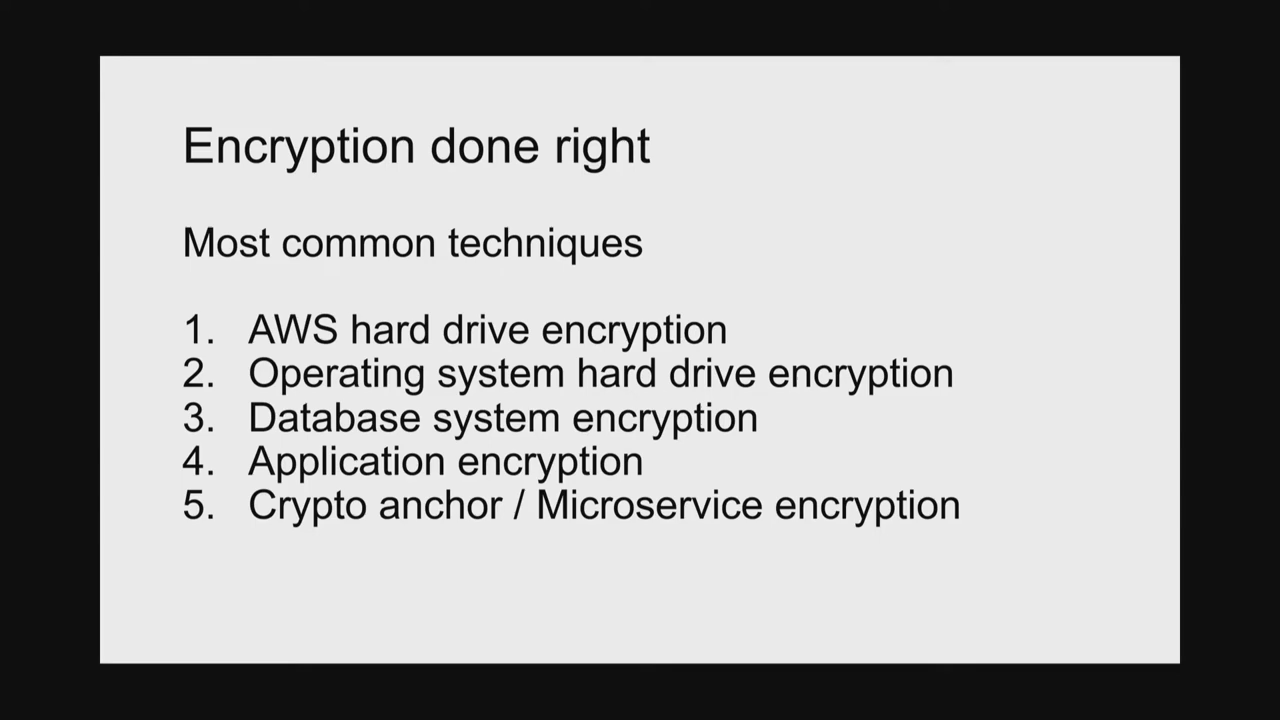 Encryption done right
Most common techniques
1. AWS hard drive encryption
2. Operating system hard drive encryption
3. Database system encryption
4. Application encryption
5. Crypto anchor / Microservice encryption